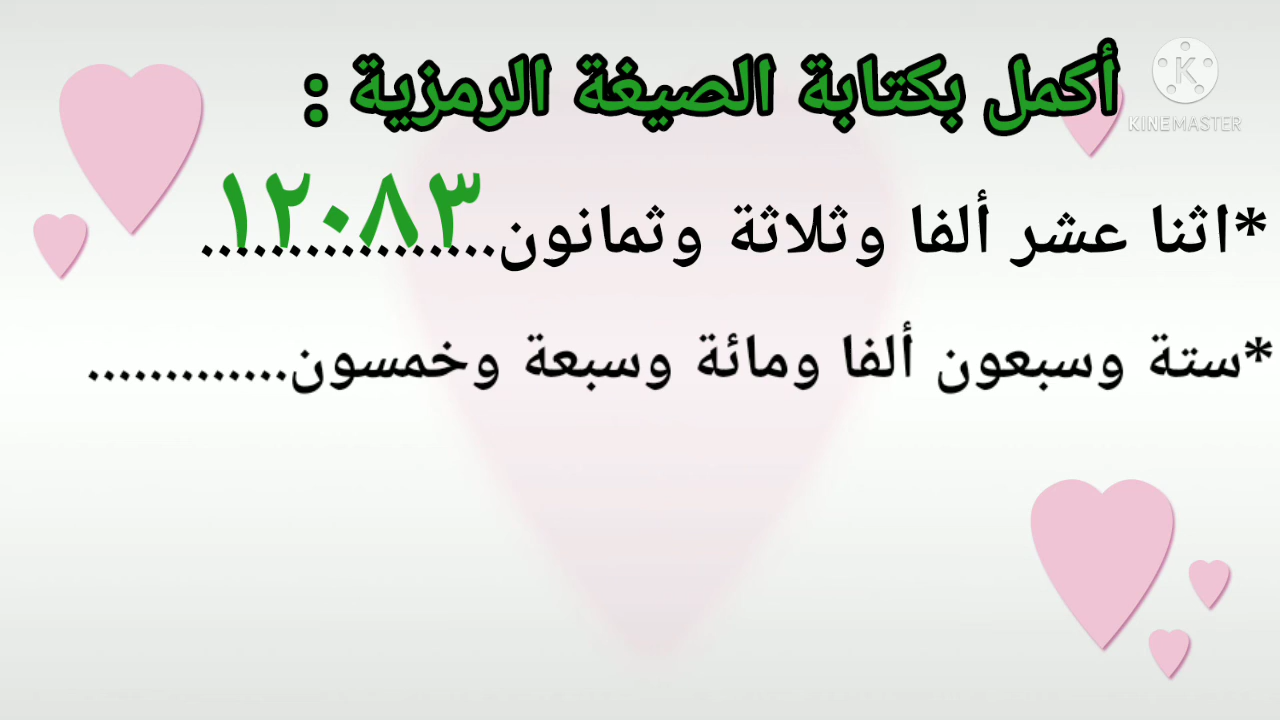 أكمل بكتابة الصيغة الرمزية :
KINEMASTER
*اثنا عشر ألفا وثلاثة وثمانون................ ١٢٠٨٣
*ستة وسبعون ألفا ومائة وسبعة وخمسون.............